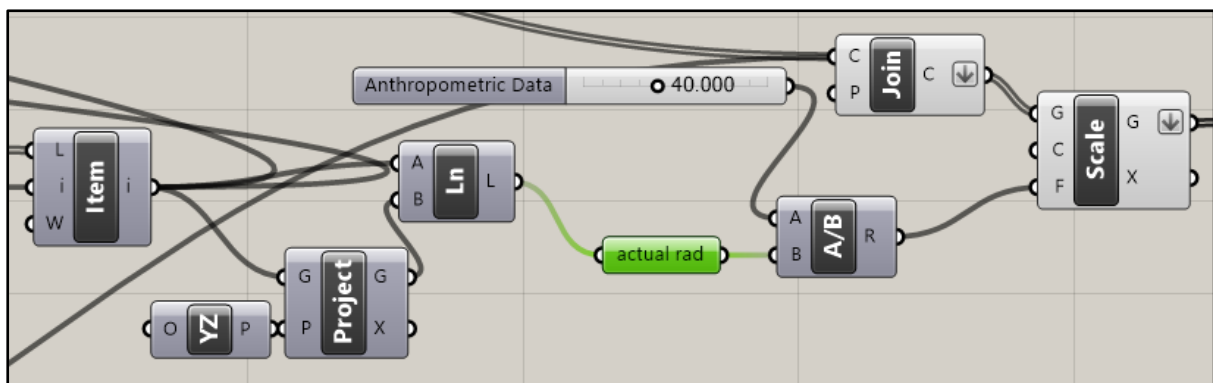 L
i
W
Item
i
O
YZ
P
G
P
Project
G
X
A
B
Ln
L
Anthropometric Data
40.000
actual rad
A
B
A/B
R
C
P
Join
C
G
C
F
Scale
G
X